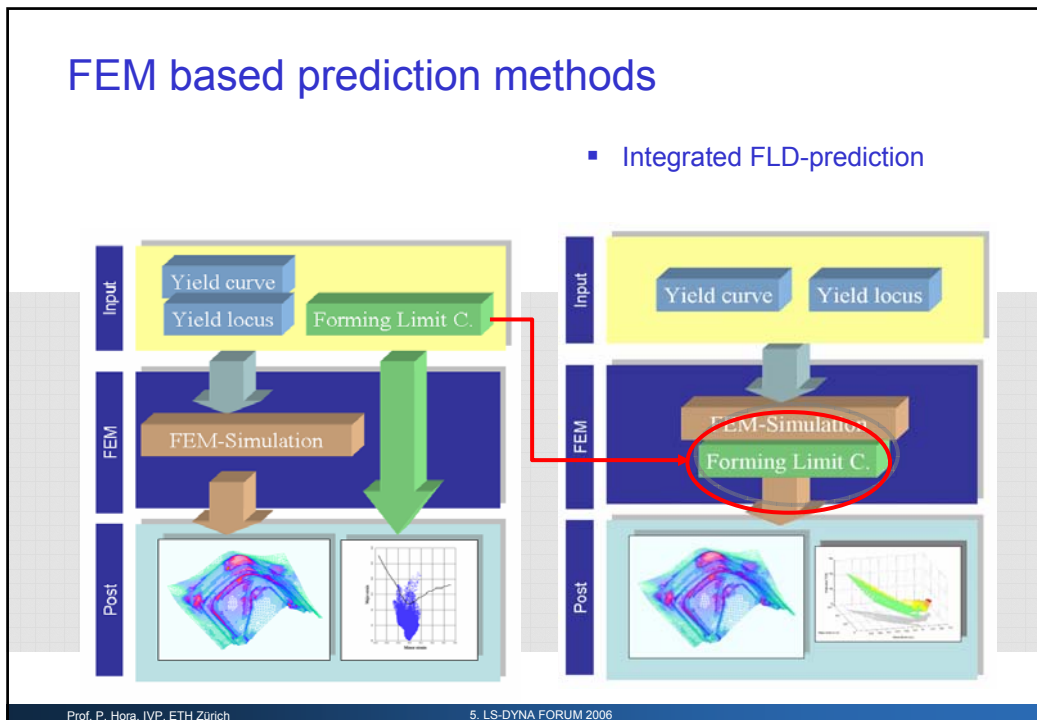 FEM based prediction methods
▪ Integrated FLD-prediction
Input
Yield curve
Yield locus
Forming Limit C.
FEM
FEM-Simulation
Post
Input
Yield curve
Yield locus
FEM
FEM-Simulation
Forming Limit C.
Post
Prof. P. Hora, IVP, ETH Zürich
5. LS-DYNA FORUM 2006